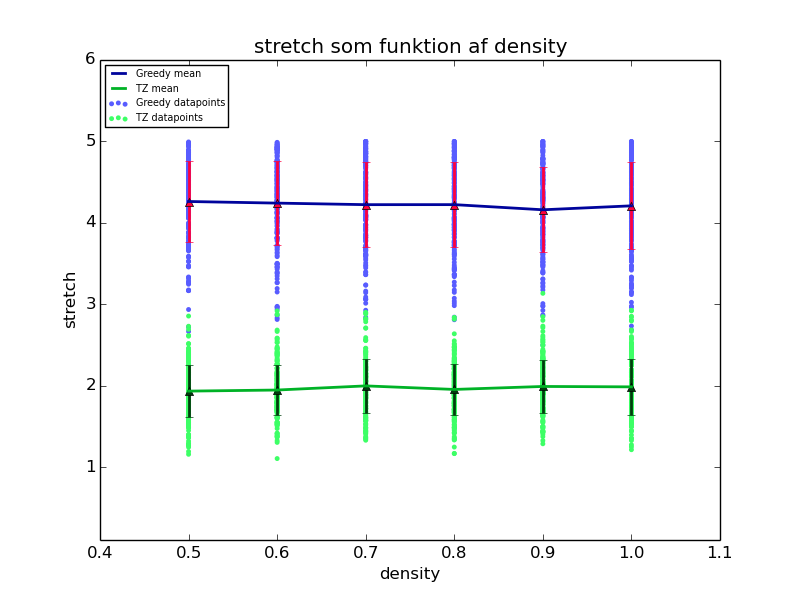 stretch som funktion af density
6
Greedy mean
TZ mean
Greedy datapoints
TZ datapoints
5
4
3
2
1
stretch
0.4 0.5 0.6 0.7 0.8 0.9 1.0 1.1
density